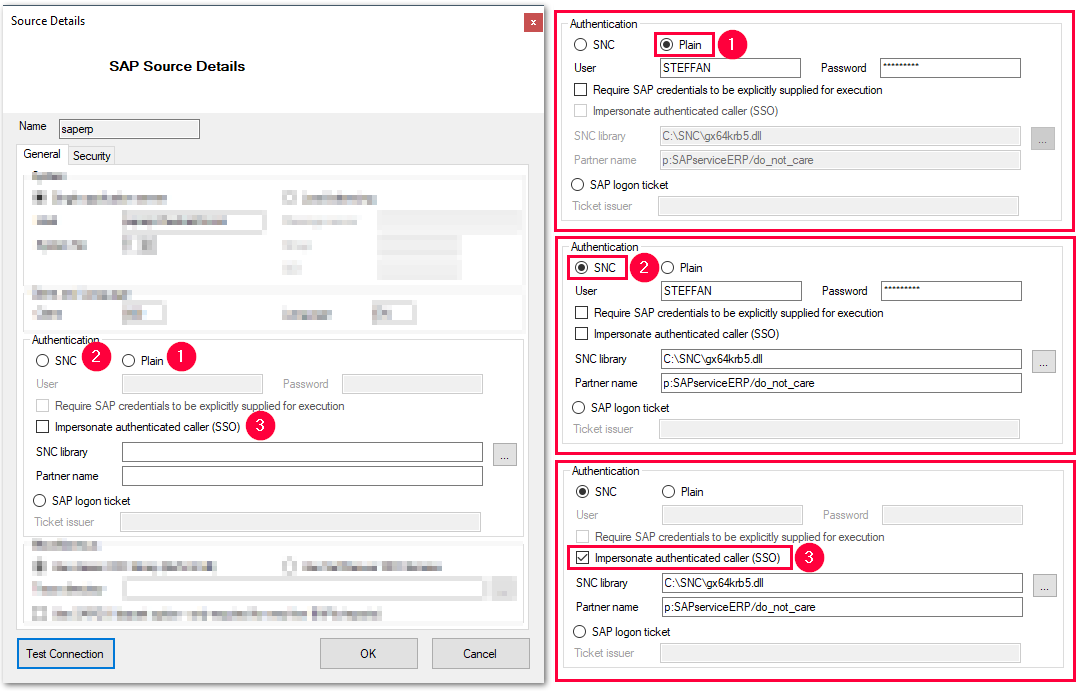 Source Details
x
SAP Source Details
Name saperp
General Security
Authentication
SNC 2 Plain 1
User Password
Require SAP credentials to be explicitly supplied for execution
Impersonate authenticated caller (SSO) 3
SNC library ...
Partner name
SAP logon ticket
Ticket issuer
Test Connection OK Cancel
Authentication
SNC Plain 1
User STEFFAN Password *********
Require SAP credentials to be explicitly supplied for execution
Impersonate authenticated caller (SSO)
SNC library C:\SNC\gx64krb5.dll ...
Partner name p:SAPserviceERP/do_not_care
SAP logon ticket
Ticket issuer
Authentication
SNC 2 Plain
User STEFFAN Password *********
Require SAP credentials to be explicitly supplied for execution
Impersonate authenticated caller (SSO)
SNC library C:\SNC\gx64krb5.dll ...
Partner name p:SAPserviceERP/do_not_care
SAP logon ticket
Ticket issuer
Authentication
SNC Plain
User Password
Require SAP credentials to be explicitly supplied for execution
Impersonate authenticated caller (SSO) 3
SNC library C:\SNC\gx64krb5.dll ...
Partner name p:SAPserviceERP/do_not_care
SAP logon ticket
Ticket issuer